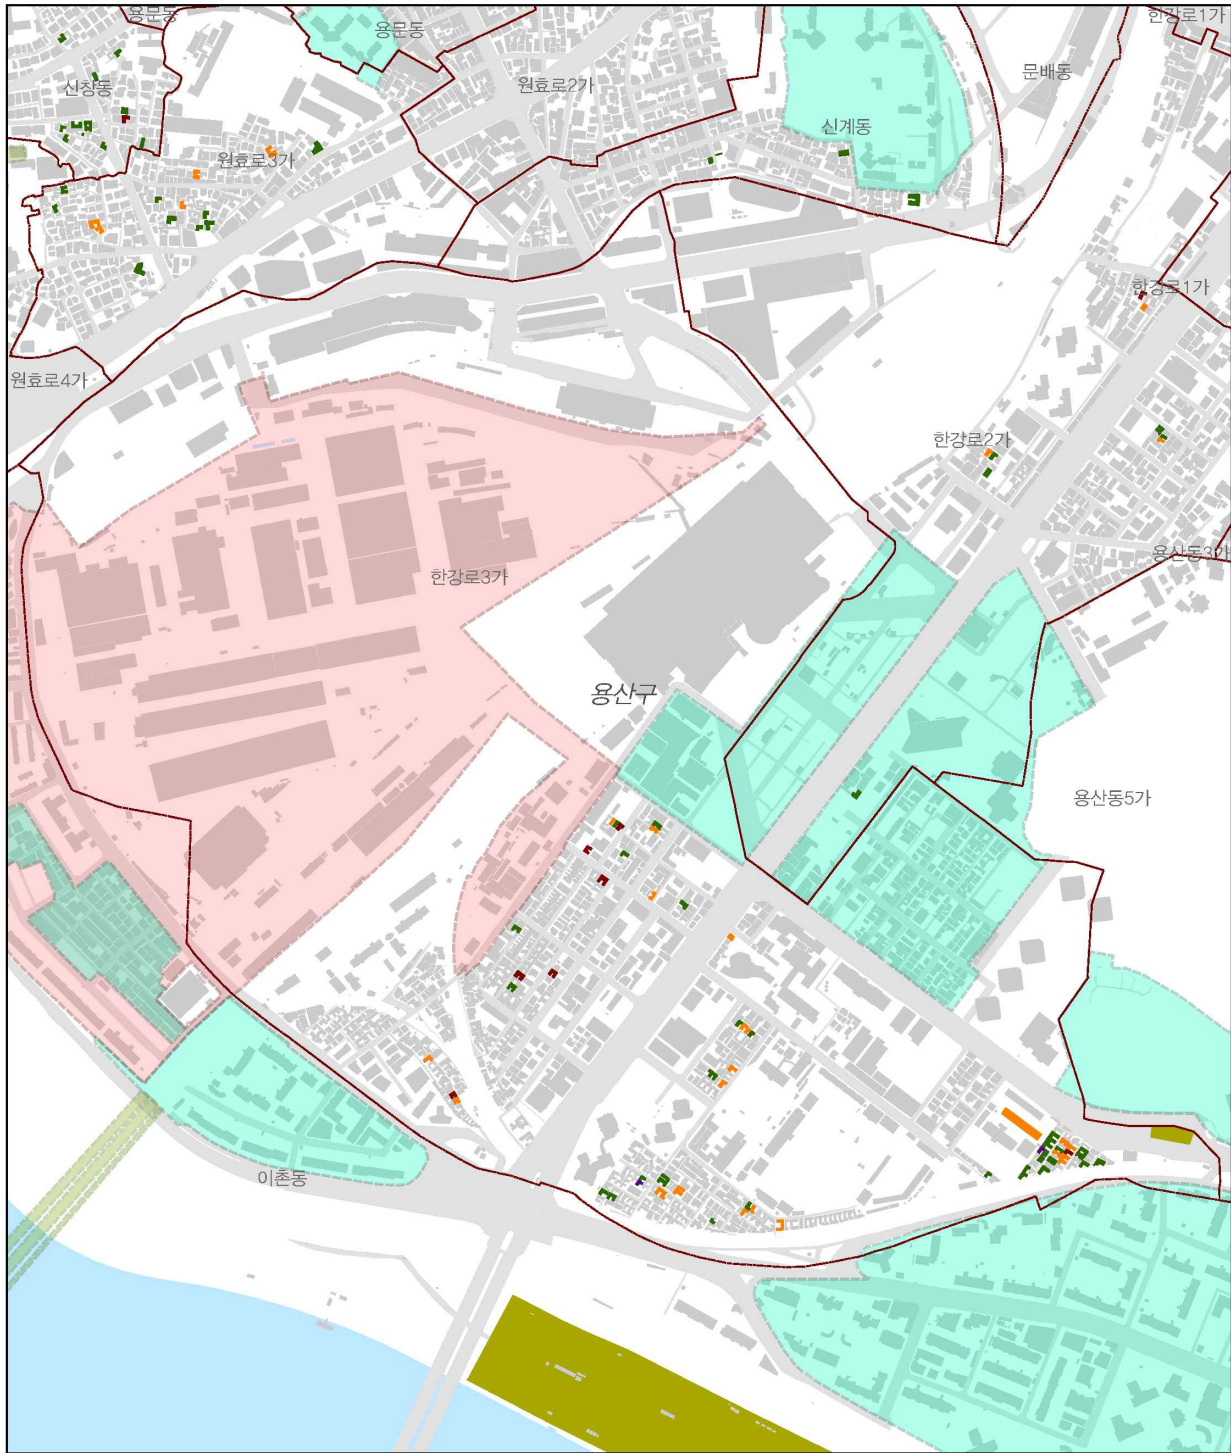 용문동
용문동
한강로1가
신창동
원효로2가
문배동
신계동
원효로3가
한강로1가
원효로4가
한강로2가
용산동3가
한강로3가
용산구
용산동5가
이촌동